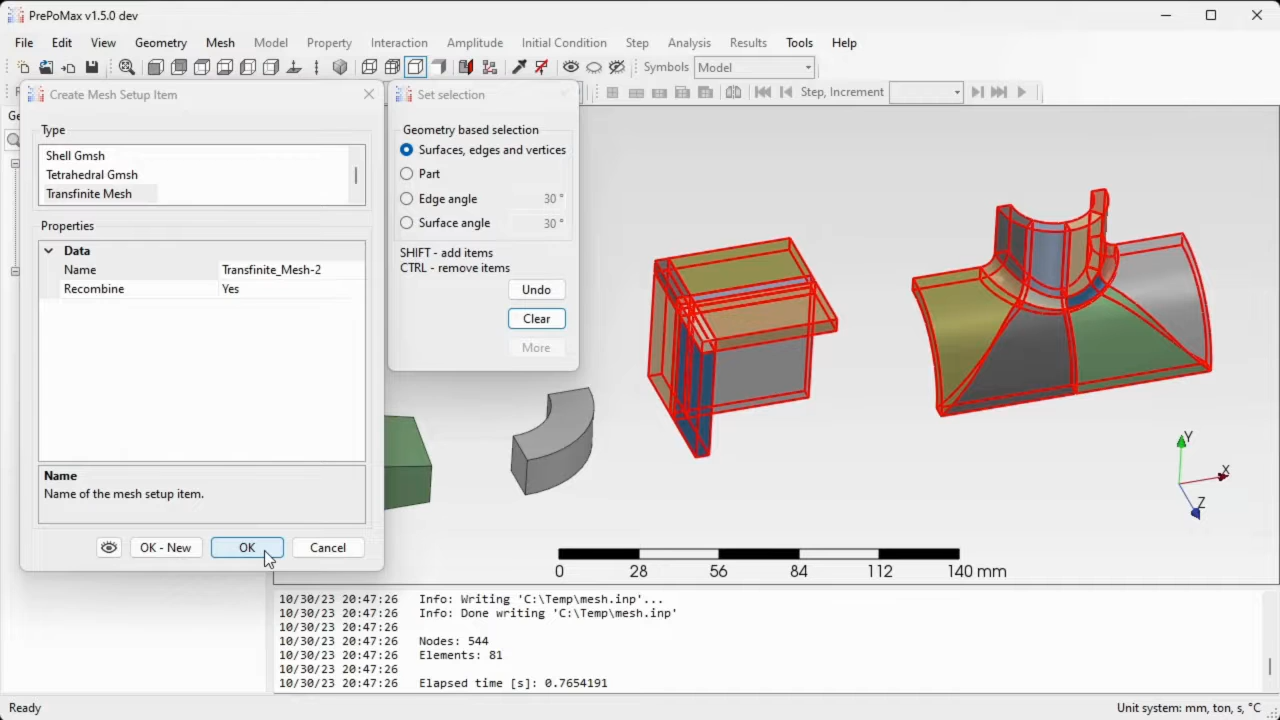 PrePoMax v1.5.0 dev
File Edit View Geometry Mesh Model Property Interaction Amplitude Initial Condition Step Analysis Results Tools Help
Symbols Model
Step, Increment
Create Mesh Setup Item
Type
Shell Gmsh
Tetrahedral Gmsh
Transfinite Mesh
Properties
Data
Name Transfinite_Mesh-2
Recombine Yes
Name
Name of the mesh setup item.
OK - New OK Cancel
Set selection
Geometry based selection
Surfaces, edges and vertices
Part
Edge angle 30 °
Surface angle 30 °
SHIFT - add items
CTRL - remove items
Undo
Clear
More
Y
X
Z
0 28 56 84 112 140 mm
10/30/23 20:47:26 Info: Writing 'C:\Temp\mesh.inp'...
10/30/23 20:47:26 Info: Done writing 'C:\Temp\mesh.inp'
10/30/23 20:47:26
10/30/23 20:47:26 Nodes: 544
10/30/23 20:47:26 Elements: 81
10/30/23 20:47:26
10/30/23 20:47:26 Elapsed time [s]: 0.7654191
Ready
Unit system: mm, ton, s, °C